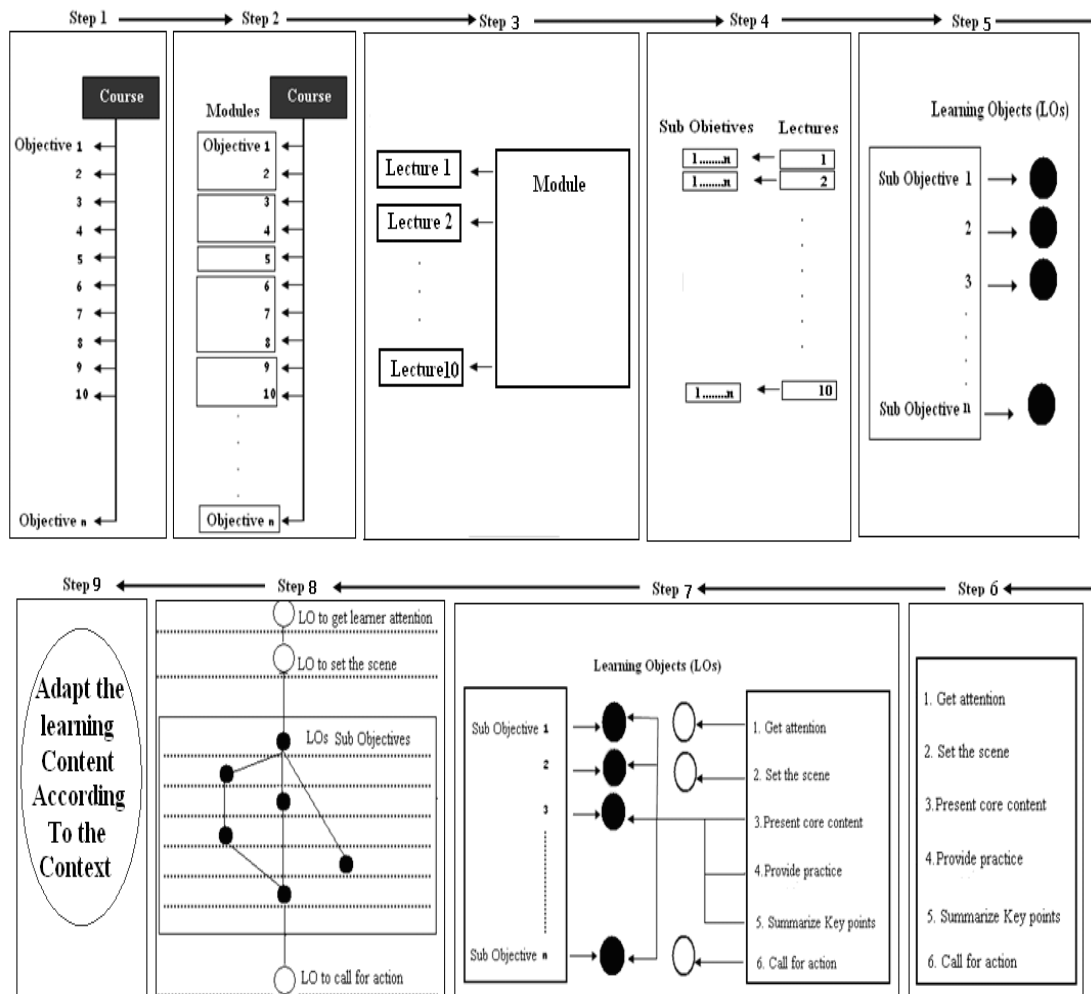 Step 1
Step 2
Step 3
Step 4
Step 5
Course
Objective 1
2
3
4
5
6
7
8
9
10
Objective n
Modules
Course
Objective 1
2
3
4
5
6
7
8
9
10
Objective n
Lecture 1
Lecture 2
Lecture10
Module
Sub Obietives
Lectures
1........n
1
1........n
2
1........n
10
Learning Objects (LOs)
Sub Objective 1
2
3
Sub Objective n
Step 9
Step 8
Step 7
Step 6
Adapt the
learning
Content
According
To the
Context
LO to get learner attention
LO to set the scene
LOs Sub Objectives
LO to call for action
Learning Objects (LOs)
Sub Objective 1
2
3
Sub Objective n
1. Get attention
2. Set the scene
3.Present core content
4.Provide practice
5. Summarize Key points
6. Call for action
1. Get attention
2. Set the scene
3.Present core content
4.Provide practice
5. Summarize Key points
6. Call for action